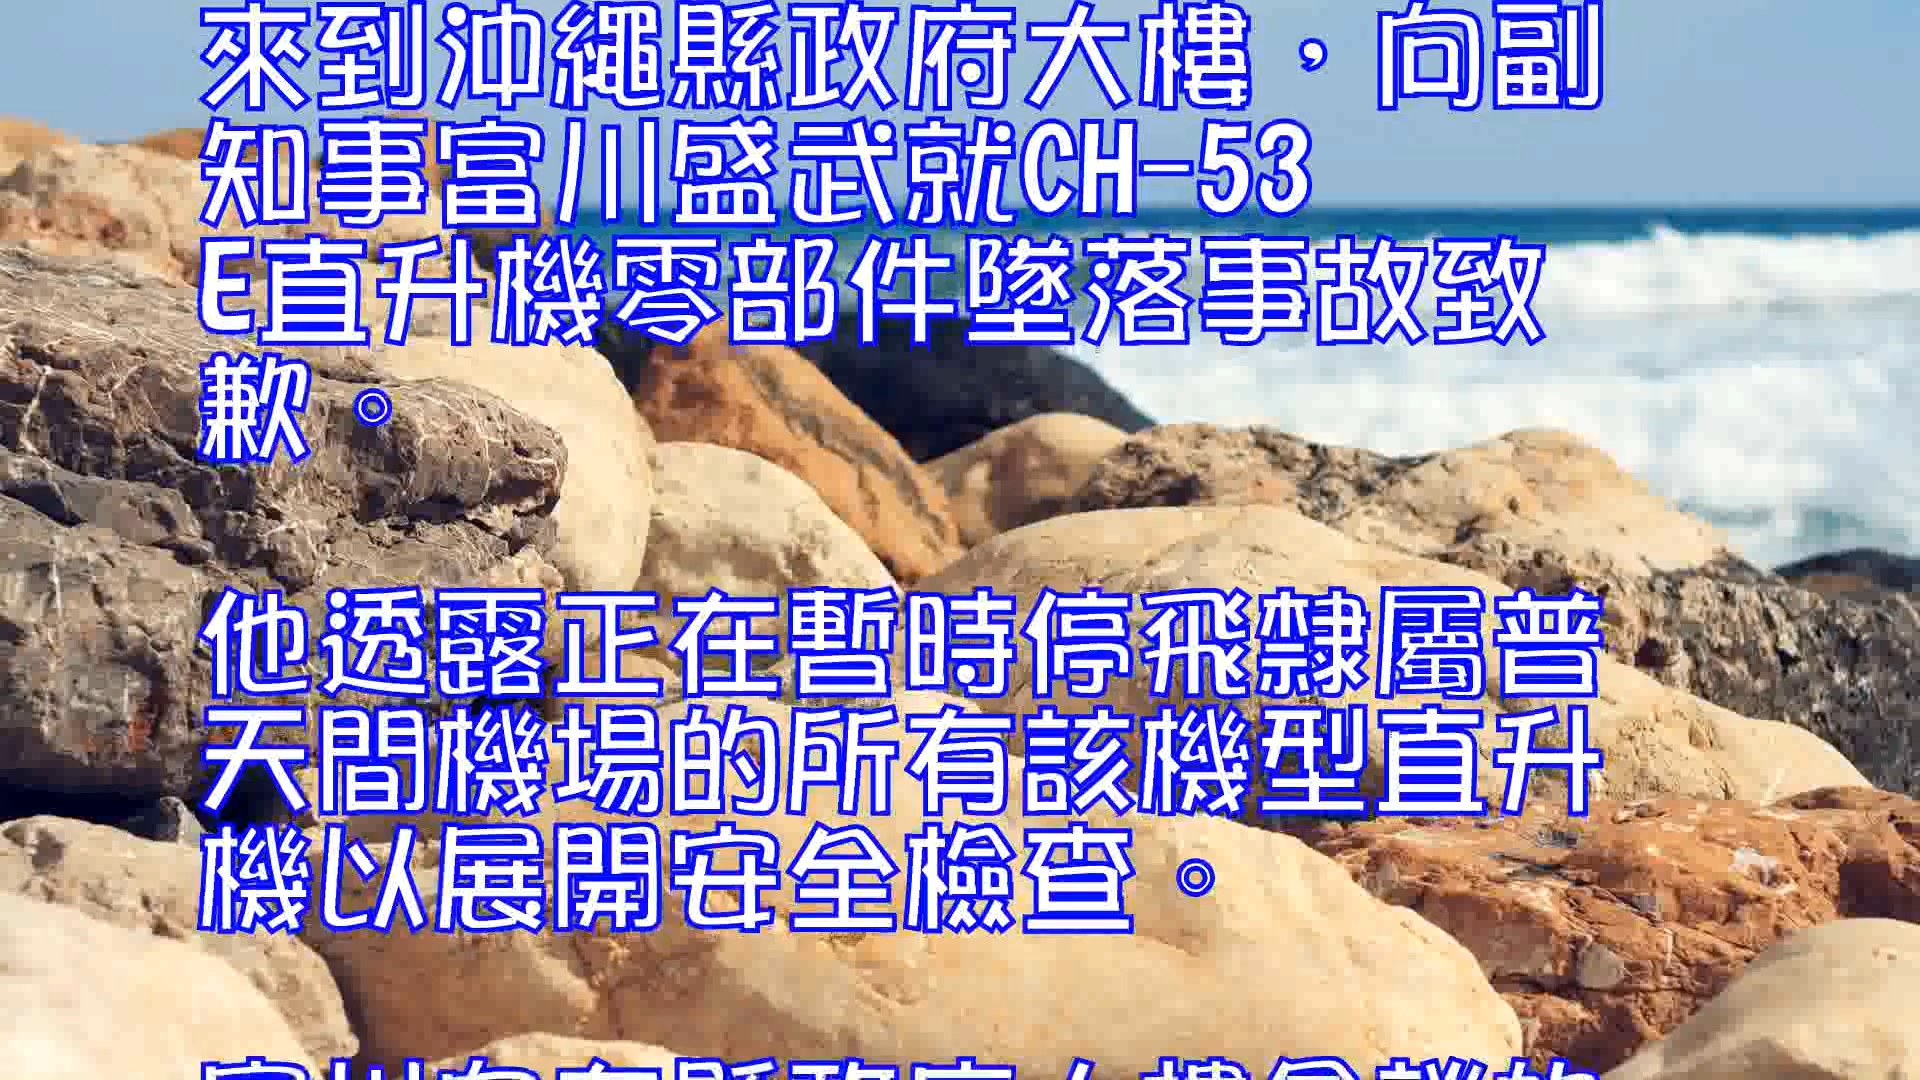 來到沖繩縣政府大樓，向副
知事富川盛武就CH-53
E直升機零部件墜落事故致
歉。
他透露正在暫時停飛隸屬普
天間機場的所有該機型直升
機以展開安全檢查。